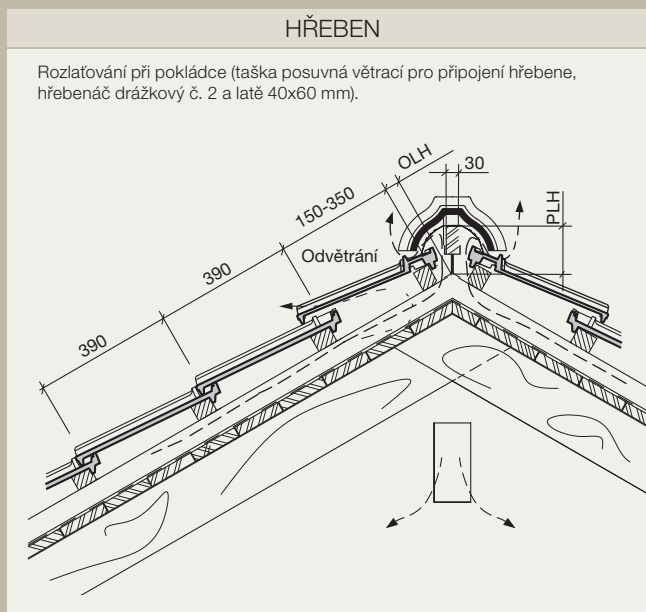 HŘEBEN
Rozlaťování při pokládce (taška posuvná větrací pro připojení hřebene,
hřebenáč drážkový č. 2 a latě 40x60 mm).
OLH
30
150-350
PLH
Odvětrání
390
390